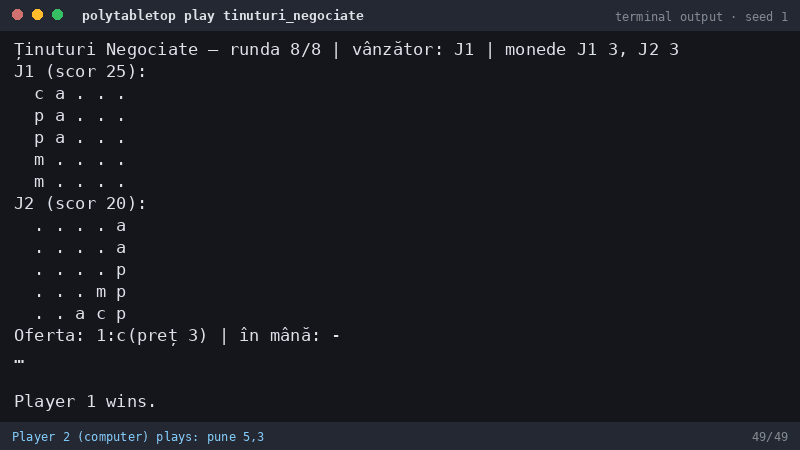 polytabletop play tinuturi_negociate
terminal output · seed 1
Ținuturi Negociate — runda 8/8 | vânzător: J1 | monede J1 3, J2 3
J1 (scor 25):
c a . . .
p a . . .
p a . . .
m . . . .
m . . . .
J2 (scor 20):
. . . . a
. . . . a
. . . . p
. . . m p
. . a c p
Oferta: 1:c(preț 3) | în mână: -
…
Player 1 wins.
Player 2 (computer) plays: pune 5,3
49/49